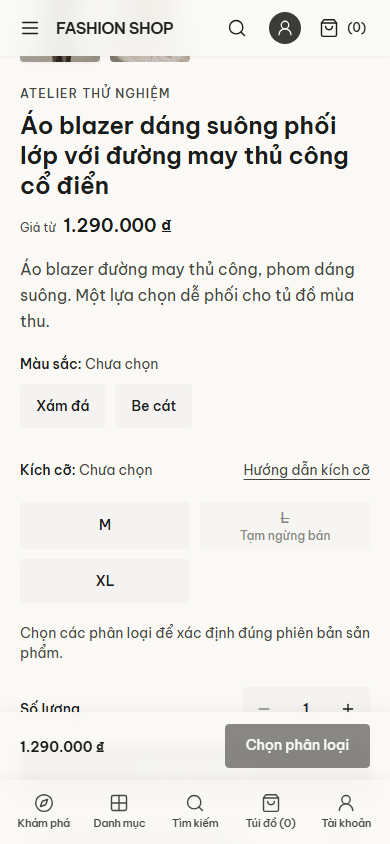 FASHION SHOP
(0)
ATELIER THỬ NGHIỆM
Áo blazer dáng suông phối
lớp với đường may thủ công
cổ điển
Giá từ 1.290.000 ₫
Áo blazer đường may thủ công, phom dáng
suông. Một lựa chọn dễ phối cho tủ đồ mùa
thu.
Màu sắc: Chưa chọn
Xám đá
Be cát
Kích cỡ: Chưa chọn
Hướng dẫn kích cỡ
M
L
Tạm ngừng bán
XL
Chọn các phân loại để xác định đúng phiên bản sản
phẩm.
Số lượng
1
1.290.000 ₫
Chọn phân loại
Khám phá
Danh mục
Tìm kiếm
Túi đồ (0)
Tài khoản